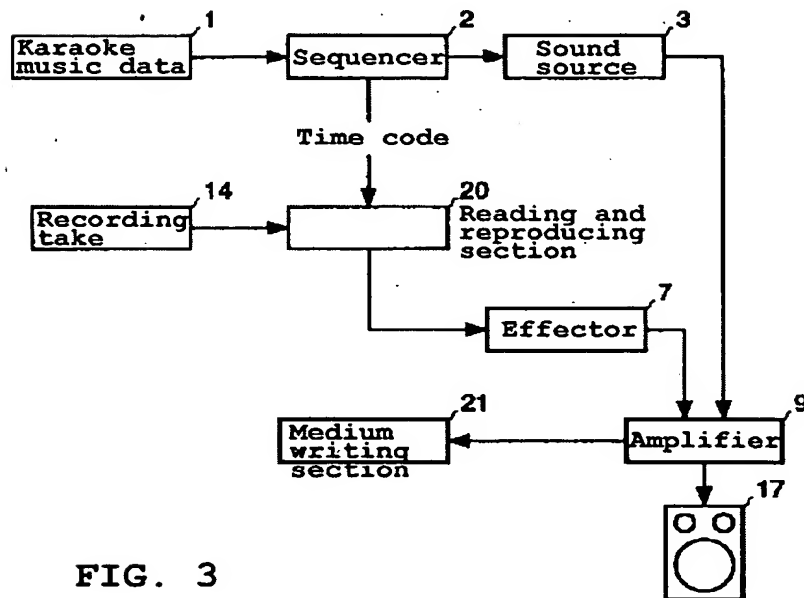 1
2
3
Karaoke
music data
Sequencer
Sound
source
Time code
14
20
Recording
take
Reading and
reproducing
section
7
Effector
21
9
Medium
writing
section
Amplifier
17
FIG. 3